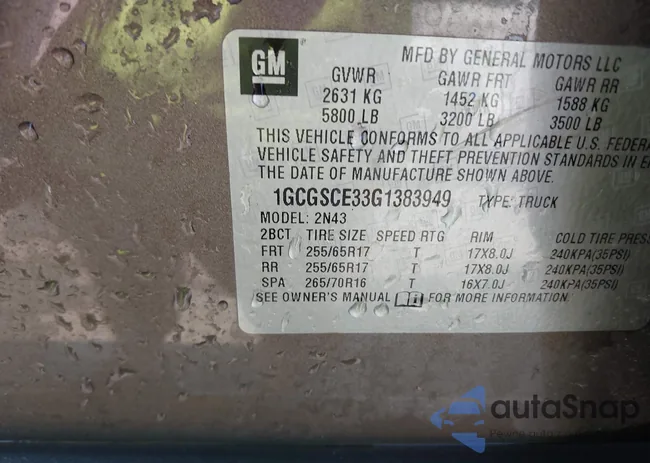 GM
MFD BY GENERAL MOTORS LLC
GVWR GAWR FRT GAWR RR
2631 KG 1452 KG 1588 KG
5800 LB 3200 LB 3500 LB
THIS VEHICLE CONFORMS TO ALL APPLICABLE U.S. FEDERA
VEHICLE SAFETY AND THEFT PREVENTION STANDARDS IN E
THE DATE OF MANUFACTURE SHOWN ABOVE.
1GCGSCE33G1383949 TYPE: TRUCK
MODEL: 2N43
2BCT TIRE SIZE SPEED RTG RIM COLD TIRE PRES
FRT 255/65R17 T 17X8.0J 240KPA(35PSI)
RR 255/65R17 T 17X8.0J 240KPA(35PSI)
SPA 265/70R16 T 16X7.0J 240KPA(35PSI)
SEE OWNER'S MANUAL FOR MORE INFORMATION.
autoSnap